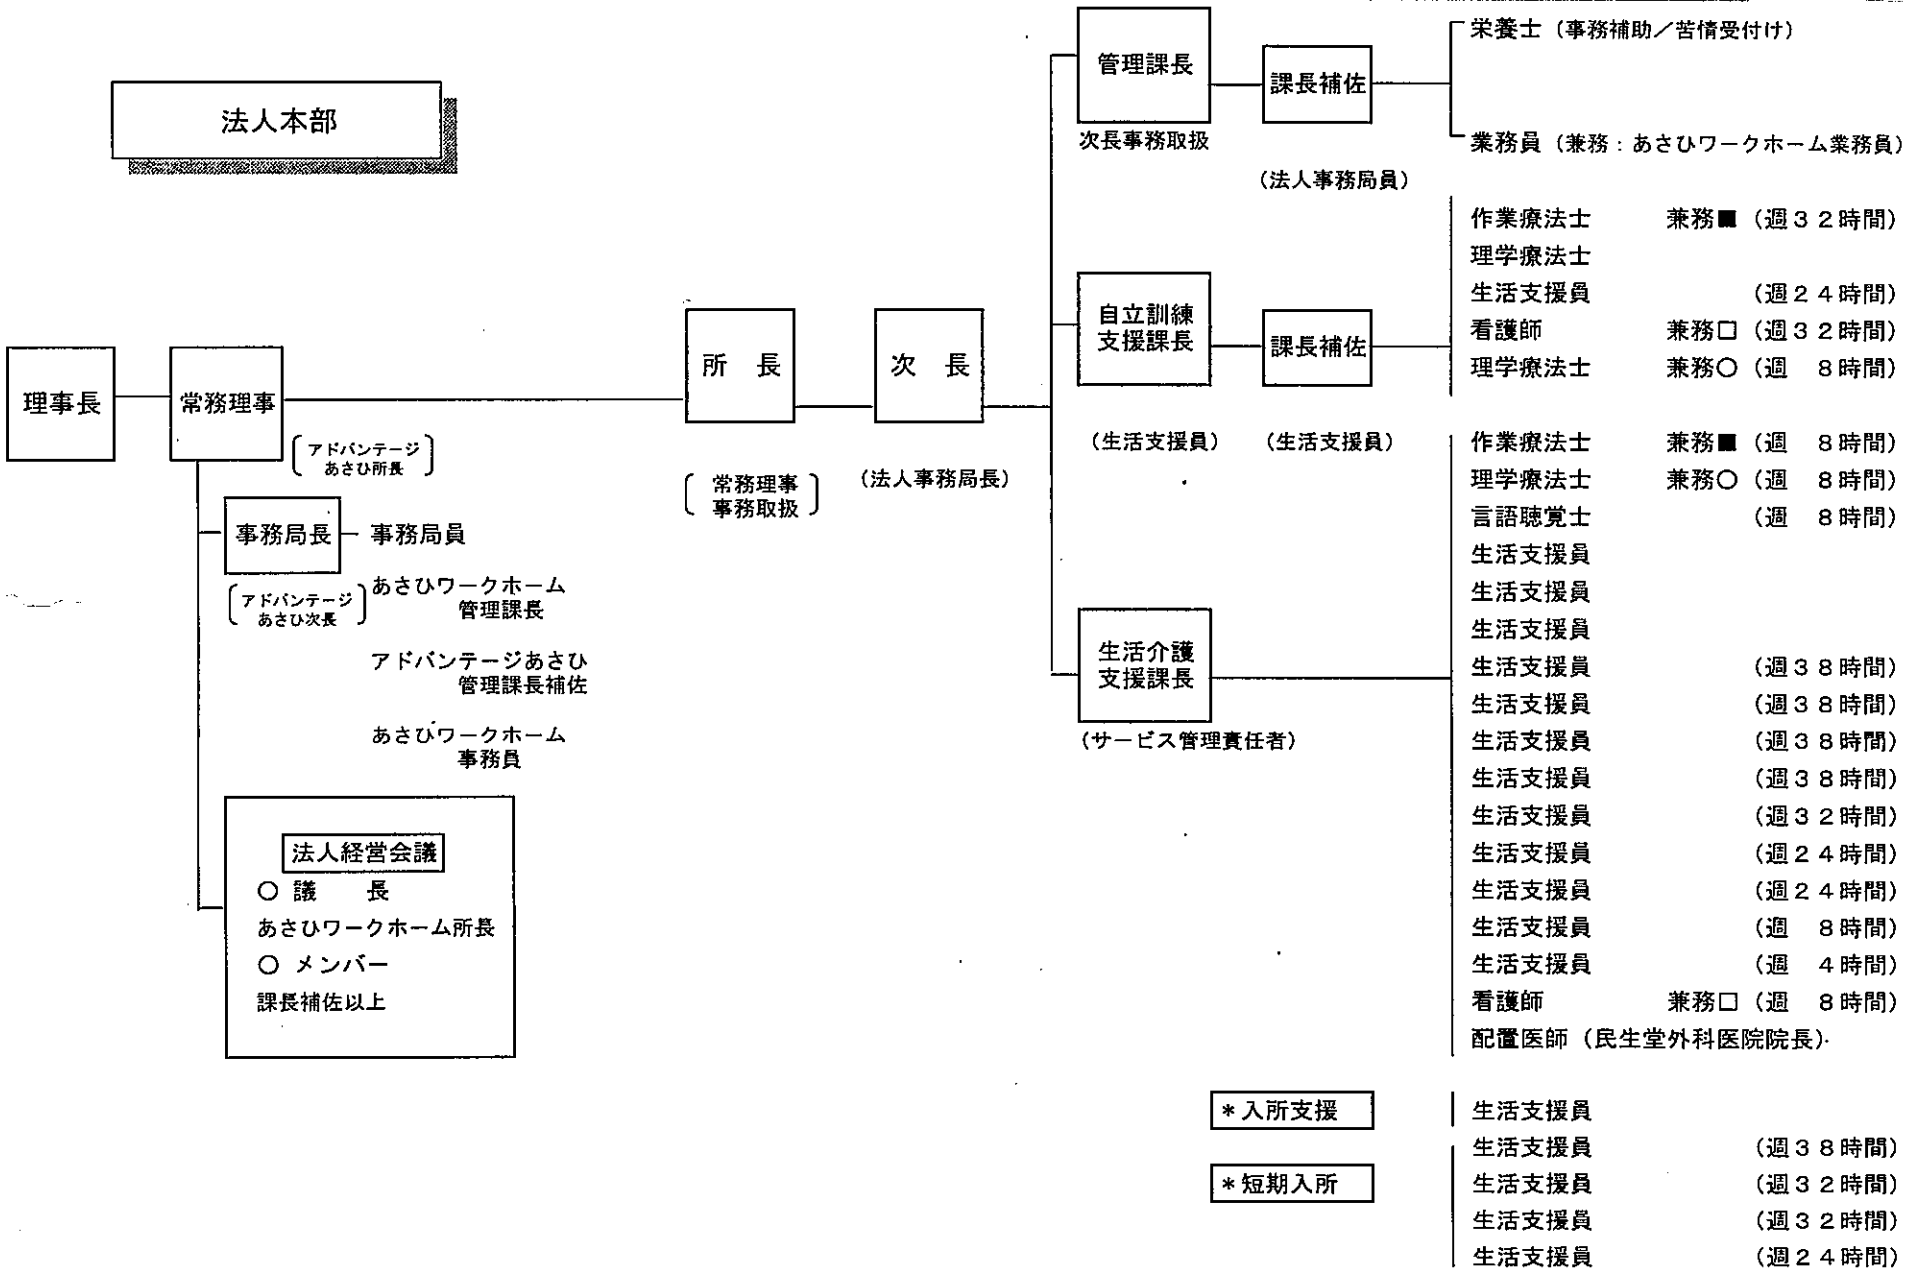 法人本部
理事長
常務理事
アドバンテージ
あさひ所長
事務局長
事務局員
アドバンテージ
あさひ次長
あさひワークホーム
管理課長
アドバンテージあさひ
管理課長補佐
あさひワークホーム
事務員
法人経営会議
○ 議　　長
あさひワークホーム所長
○ メンバー
課長補佐以上
所　長
常務理事
事務取扱
次　長
（法人事務局長）
管理課長
次長事務取扱
課長補佐
（法人事務局員）
栄養士（事務補助／苦情受付け）
業務員（兼務：あさひワークホーム業務員）
自立訓練
支援課長
（生活支援員）
課長補佐
（生活支援員）
作業療法士　兼務■（週３２時間）
理学療法士
生活支援員　（週２４時間）
看護師　兼務□（週３２時間）
理学療法士　兼務○（週　８時間）
生活介護
支援課長
（サービス管理責任者）
作業療法士　兼務■（週　８時間）
理学療法士　兼務○（週　８時間）
言語聴覚士　（週　８時間）
生活支援員
生活支援員
生活支援員
生活支援員　（週３８時間）
生活支援員　（週３８時間）
生活支援員　（週３８時間）
生活支援員　（週３８時間）
生活支援員　（週３２時間）
生活支援員　（週２４時間）
生活支援員　（週２４時間）
生活支援員　（週　８時間）
生活支援員　（週　４時間）
看護師　兼務□（週　８時間）
配置医師（民生堂外科医院院長）
＊入所支援
生活支援員
生活支援員　（週３８時間）
＊短期入所
生活支援員　（週３２時間）
生活支援員　（週３２時間）
生活支援員　（週２４時間）